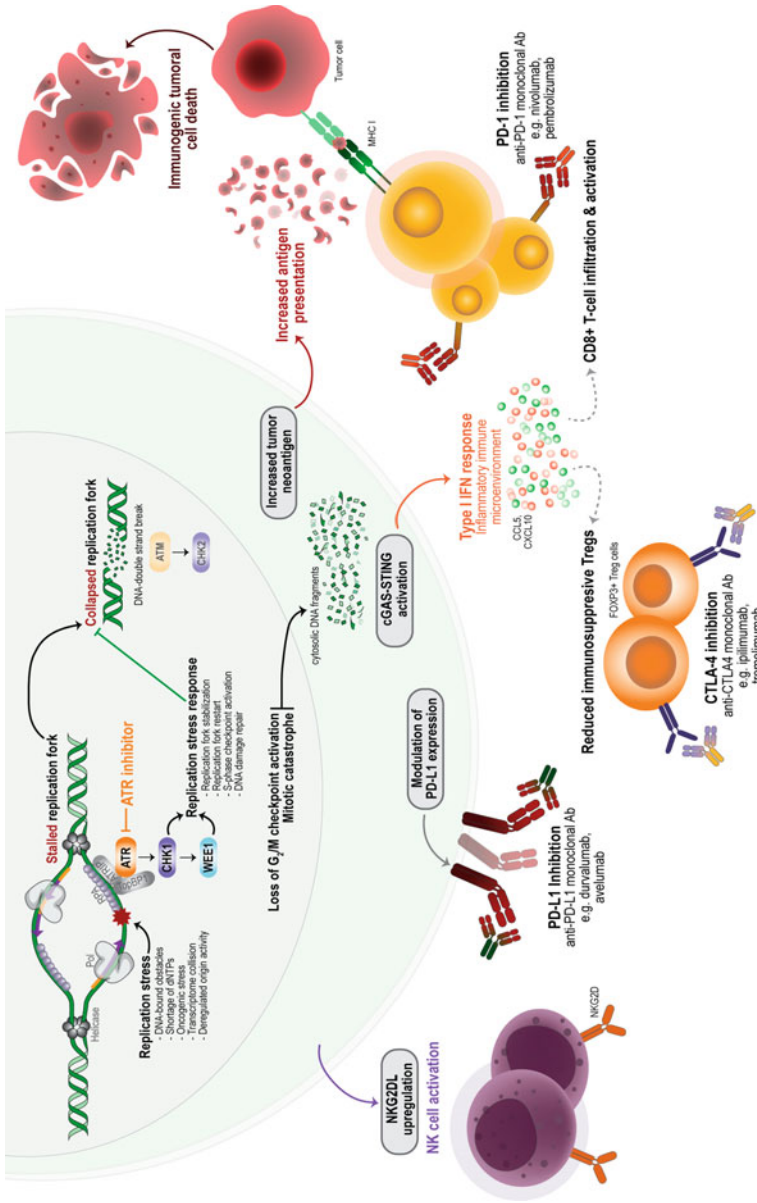 Stalled replication fork
Helicase
Pol
RPA
ATRIP
ATR
ATR inhibitor
CHK1
WEE1
Replication stress
- DNA-bound obstacles
- Shortage of dNTPs
- Oncogenic stress
- Transcriptome collision
- Deregulated origin activity
Replication stress response
- Replication fork stabilization
- Replication fork restart
- S-phase checkpoint activation
- DNA damage repair
Collapsed replication fork
DNA-double strand break
ATM
CHK2
Loss of G₂/M checkpoint activation
Mitotic catastrophe
cytosolic DNA fragments
NKG2DL
upregulation
NK cell activation
NKG2D
Modulation of
PD-L1 expression
PD-L1 Inhibition
anti-PD-L1 monoclonal Ab
e.g. durvalumab,
avelumab
cGAS-STING
activation
Type I IFN response
Inflammatory immune
microenvironment
CCL5,
CXCL10
Reduced immunosuppresive Tregs
FOXP3+ Treg cells
CTLA-4 inhibition
anti-CTLA4 monoclonal Ab
e.g. ipilimumab,
tremelimumab
CD8+ T-cell infiltration & activation
Increased tumor
neoantigen
Increased antigen
presentation
Immunogenic tumoral
cell death
Tumor cell
MHC I
PD-1 inhibition
anti-PD-1 monoclonal Ab
e.g. nivolumab,
pembrolizumab